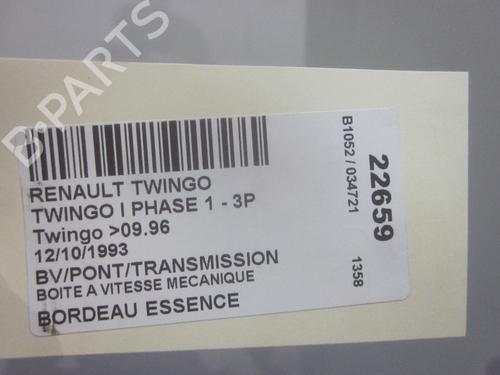 B-PARTS
RENAULT TWINGO
TWINGO I PHASE 1 - 3P
Twingo >09.96
12/10/1993
BV/PONT/TRANSMISSION
BOITE A VITESSE MECANIQUE
BORDEAU ESSENCE
B1052 / 034721
22659
1358